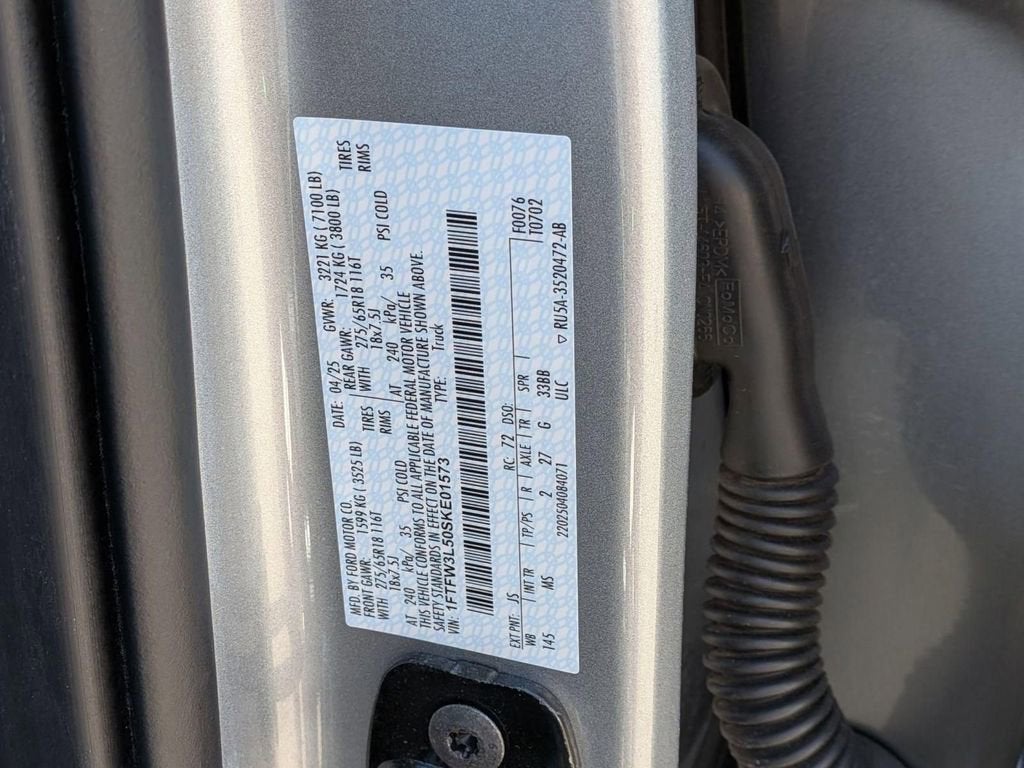 MFD. BY FORD MOTOR CO.
DATE: 04/25 GVWR: 3221 KG ( 7100 LB)
FRONT GAWR: 1599 KG ( 3525 LB) REAR GAWR: 1724 KG ( 3800 LB)
WITH 275/65R18 116T TIRES WITH 275/65R18 116T TIRES
18x7.5J RIMS 18x7.5J RIMS
AT 240 kPa/ 35 PSI COLD AT 240 kPa/ 35 PSI COLD
THIS VEHICLE CONFORMS TO ALL APPLICABLE FEDERAL MOTOR VEHICLE
SAFETY STANDARDS IN EFFECT ON THE DATE OF MANUFACTURE SHOWN ABOVE.
VIN: 1FTFW3L50SKE01573 TYPE: Truck
EXT PNT: JS RC: 72 DSO: F0076
WB INT TR TP/PS R AXLE TR SPR T0702
145 MS 2 27 G 33BB
2202504084071 ULC ▽ RU5A-3520472-AB
FoMoCo